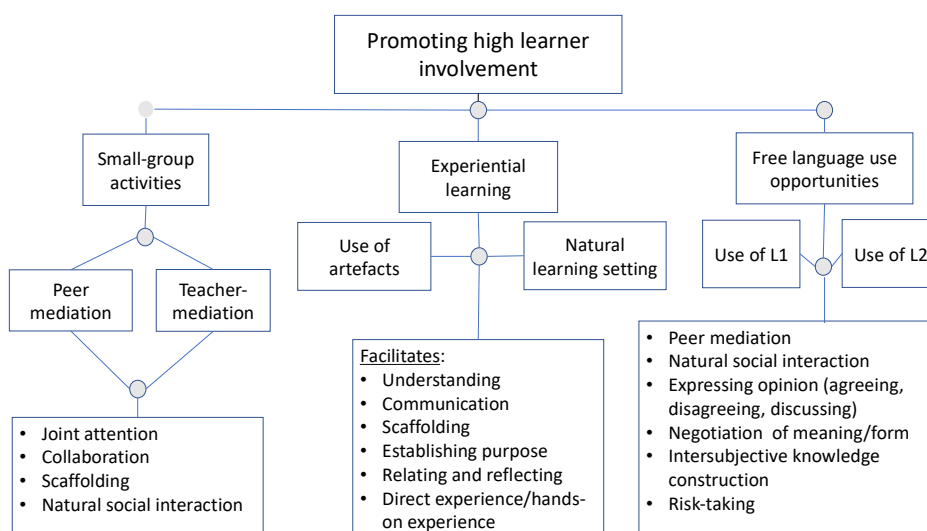 Promoting high learner
involvement
Small-group
activities
Experiential
learning
Free language use
opportunities
Use of
artefacts
Natural
learning setting
Use of L1
Use of L2
Peer
mediation
Teacher-
mediation
• Joint attention
• Collaboration
• Scaffolding
• Natural social interaction
Facilitates:
• Understanding
• Communication
• Scaffolding
• Establishing purpose
• Relating and reflecting
• Direct experience/hands-
on experience
• Peer mediation
• Natural social interaction
• Expressing opinion (agreeing,
disagreeing, discussing)
• Negotiation of meaning/form
• Intersubjective knowledge
construction
• Risk-taking